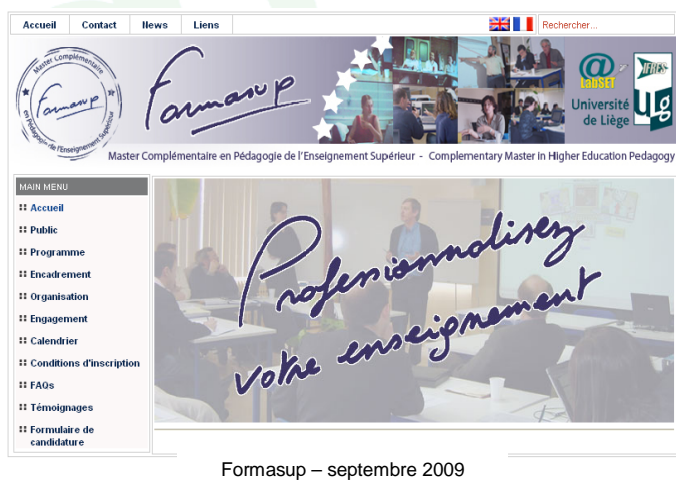 Accueil Contact News Liens Rechercher...
Master Complémentaire
Formasup
en Pédagogie de l'Enseignement Supérieur
Formasup
@
LabSET
IFRES
Université
de Liège
ULg
Master Complémentaire en Pédagogie de l'Enseignement Supérieur - Complementary Master in Higher Education Pedagogy
MAIN MENU
Accueil
Public
Programme
Encadrement
Organisation
Engagement
Calendrier
Conditions d'inscription
FAQs
Témoignages
Formulaire de
candidature
Professionnalisez
votre enseignement
Formasup – septembre 2009